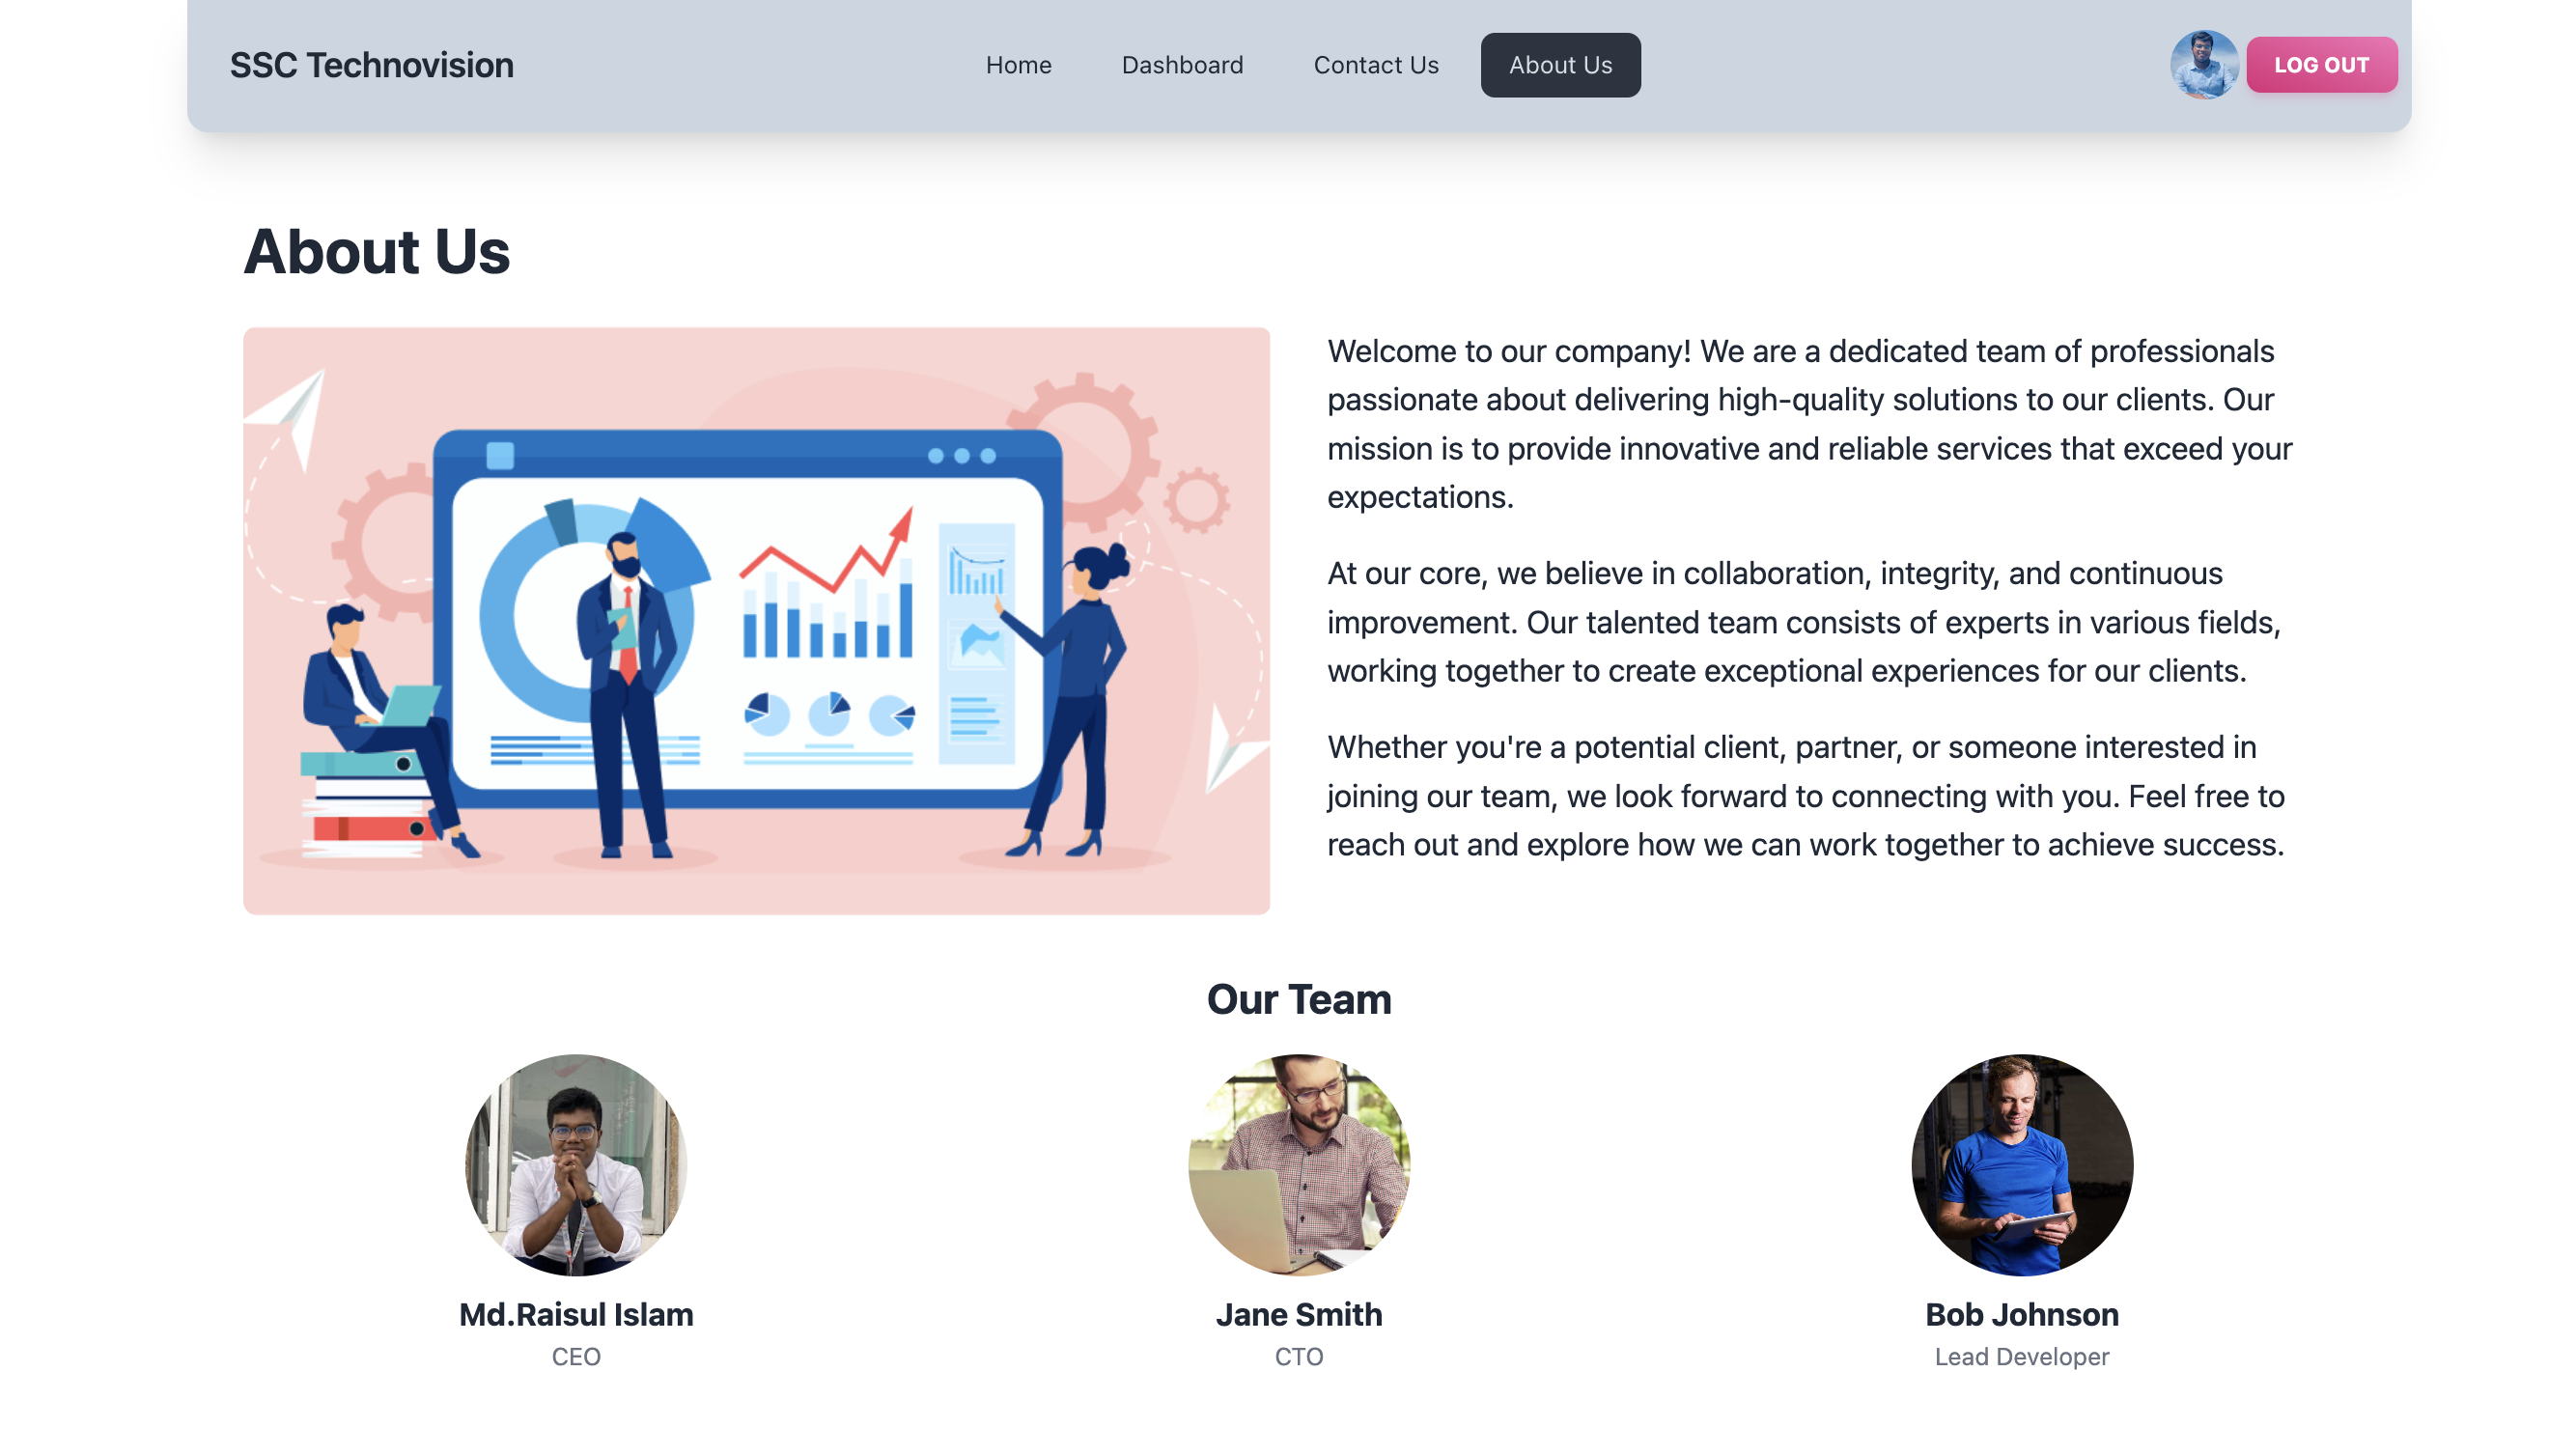 SSC Technovision
Home
Dashboard
Contact Us
About Us
LOG OUT
About Us
Welcome to our company! We are a dedicated team of professionals
passionate about delivering high-quality solutions to our clients. Our
mission is to provide innovative and reliable services that exceed your
expectations.
At our core, we believe in collaboration, integrity, and continuous
improvement. Our talented team consists of experts in various fields,
working together to create exceptional experiences for our clients.
Whether you're a potential client, partner, or someone interested in
joining our team, we look forward to connecting with you. Feel free to
reach out and explore how we can work together to achieve success.
Our Team
Md.Raisul Islam
CEO
Jane Smith
CTO
Bob Johnson
Lead Developer